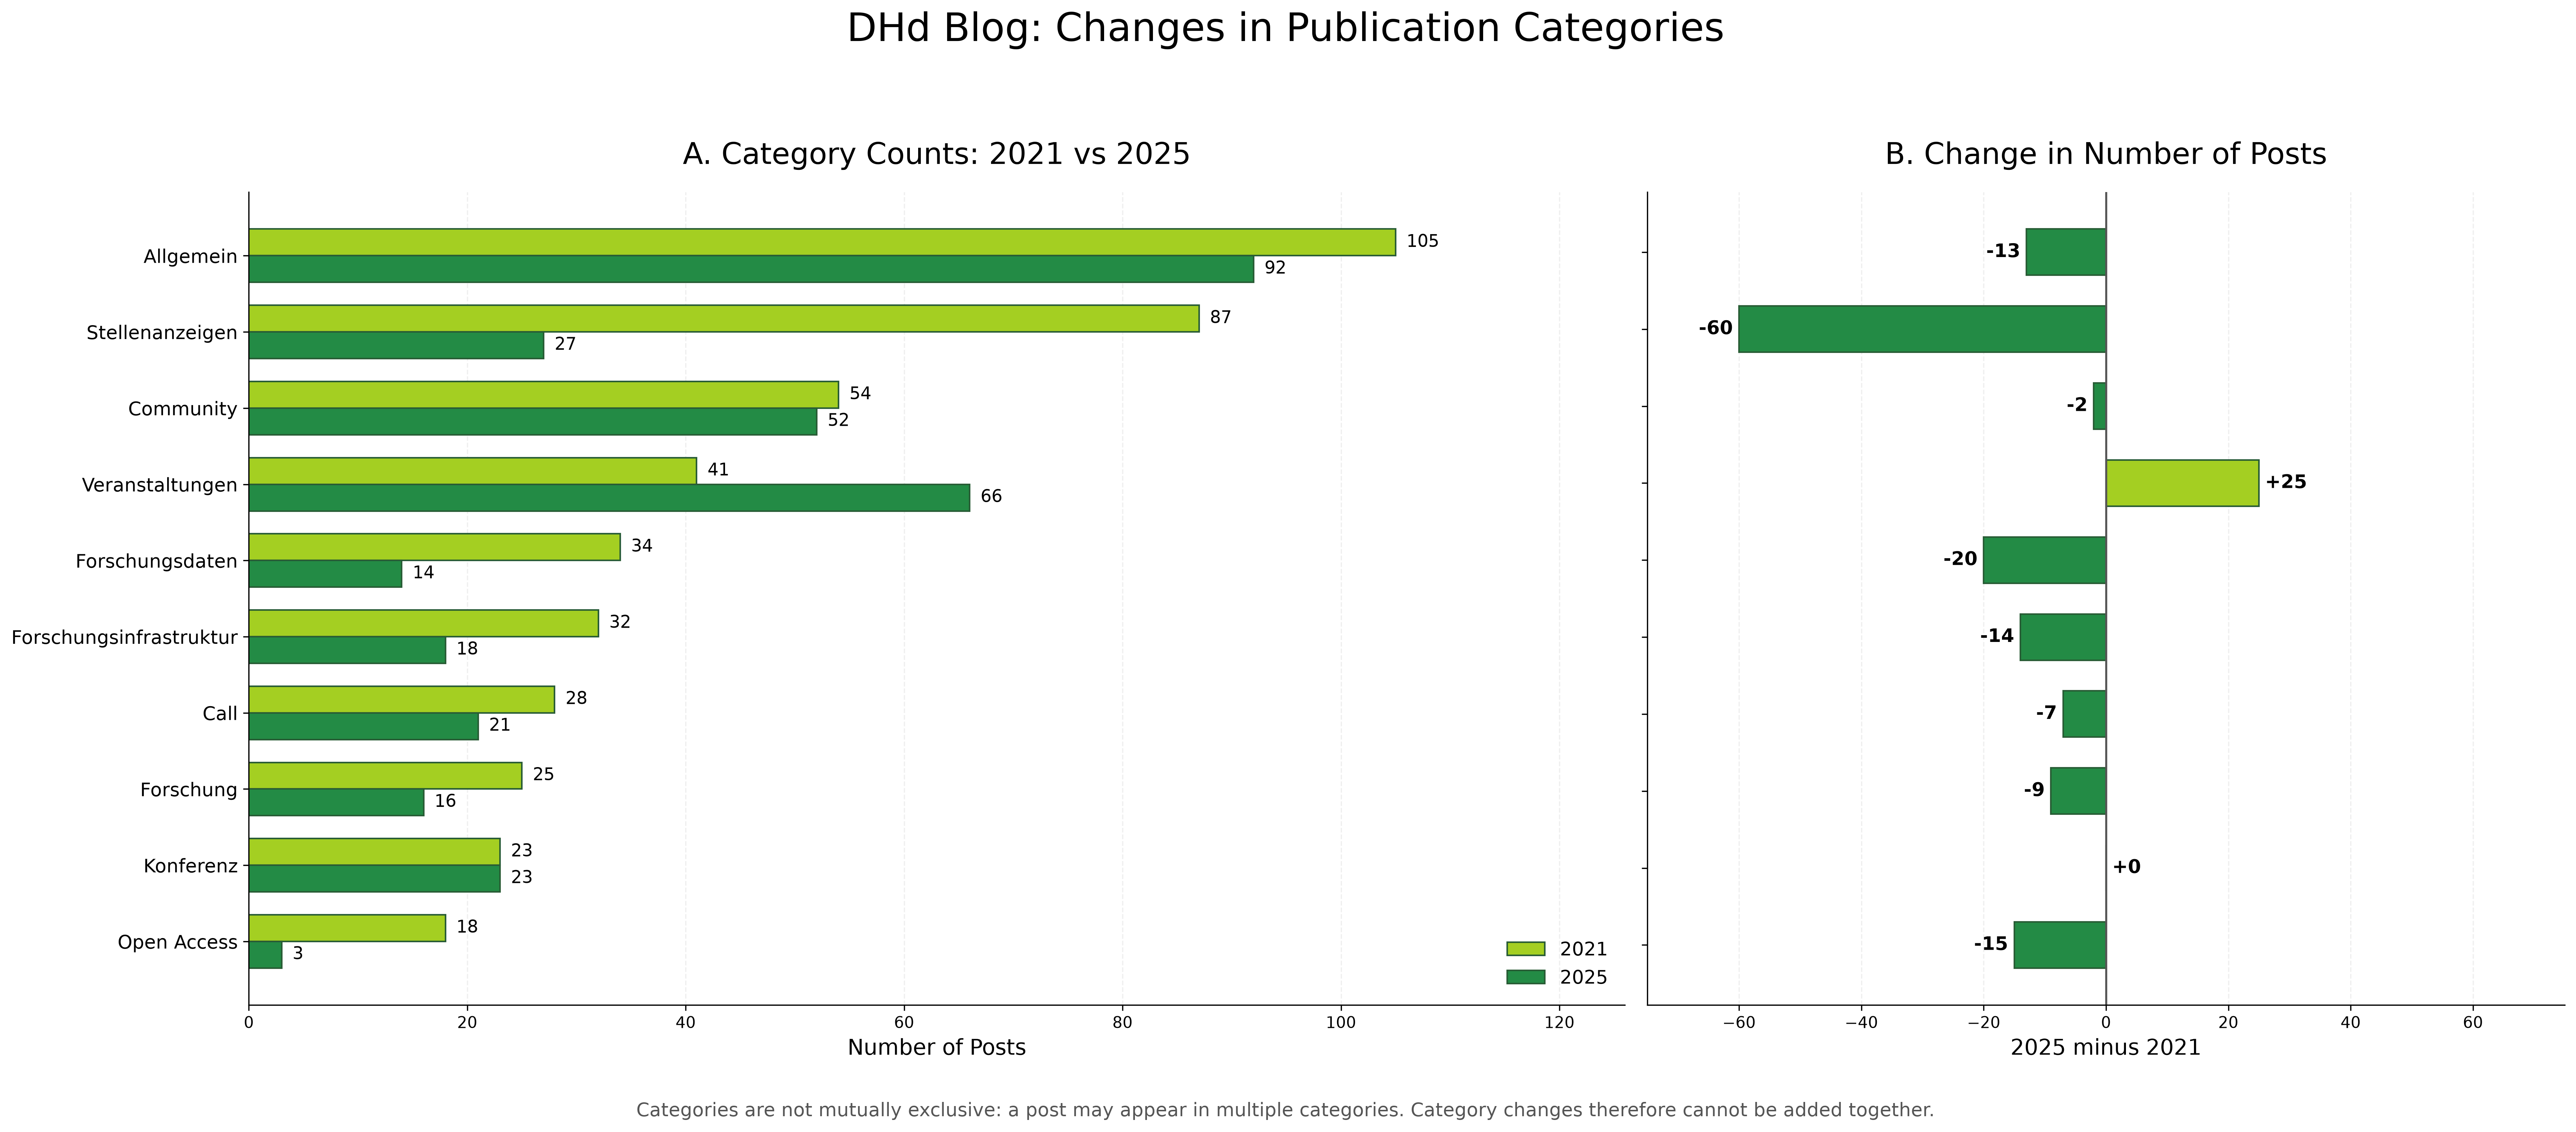 DHd Blog: Changes in Publication Categories
A. Category Counts: 2021 vs 2025
Allgemein
105
92
Stellenanzeigen
87
27
Community
54
52
Veranstaltungen
41
66
Forschungsdaten
34
14
Forschungsinfrastruktur
32
18
Call
28
21
Forschung
25
16
Konferenz
23
23
Open Access
18
3
2021
2025
0 20 40 60 80 100 120
Number of Posts
B. Change in Number of Posts
-13
-60
-2
+25
-20
-14
-7
-9
+0
-15
−60 −40 −20 0 20 40 60
2025 minus 2021
Categories are not mutually exclusive: a post may appear in multiple categories. Category changes therefore cannot be added together.